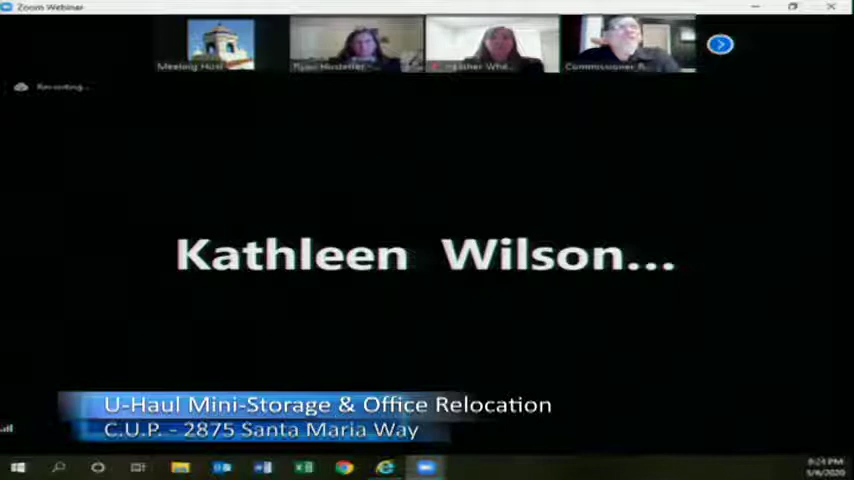 Zoom Webinar
Meeting Host
Commissioner R...
Recording...
Kathleen Wilson...
U-Haul Mini-Storage & Office Relocation
C.U.P. - 2875 Santa Maria Way